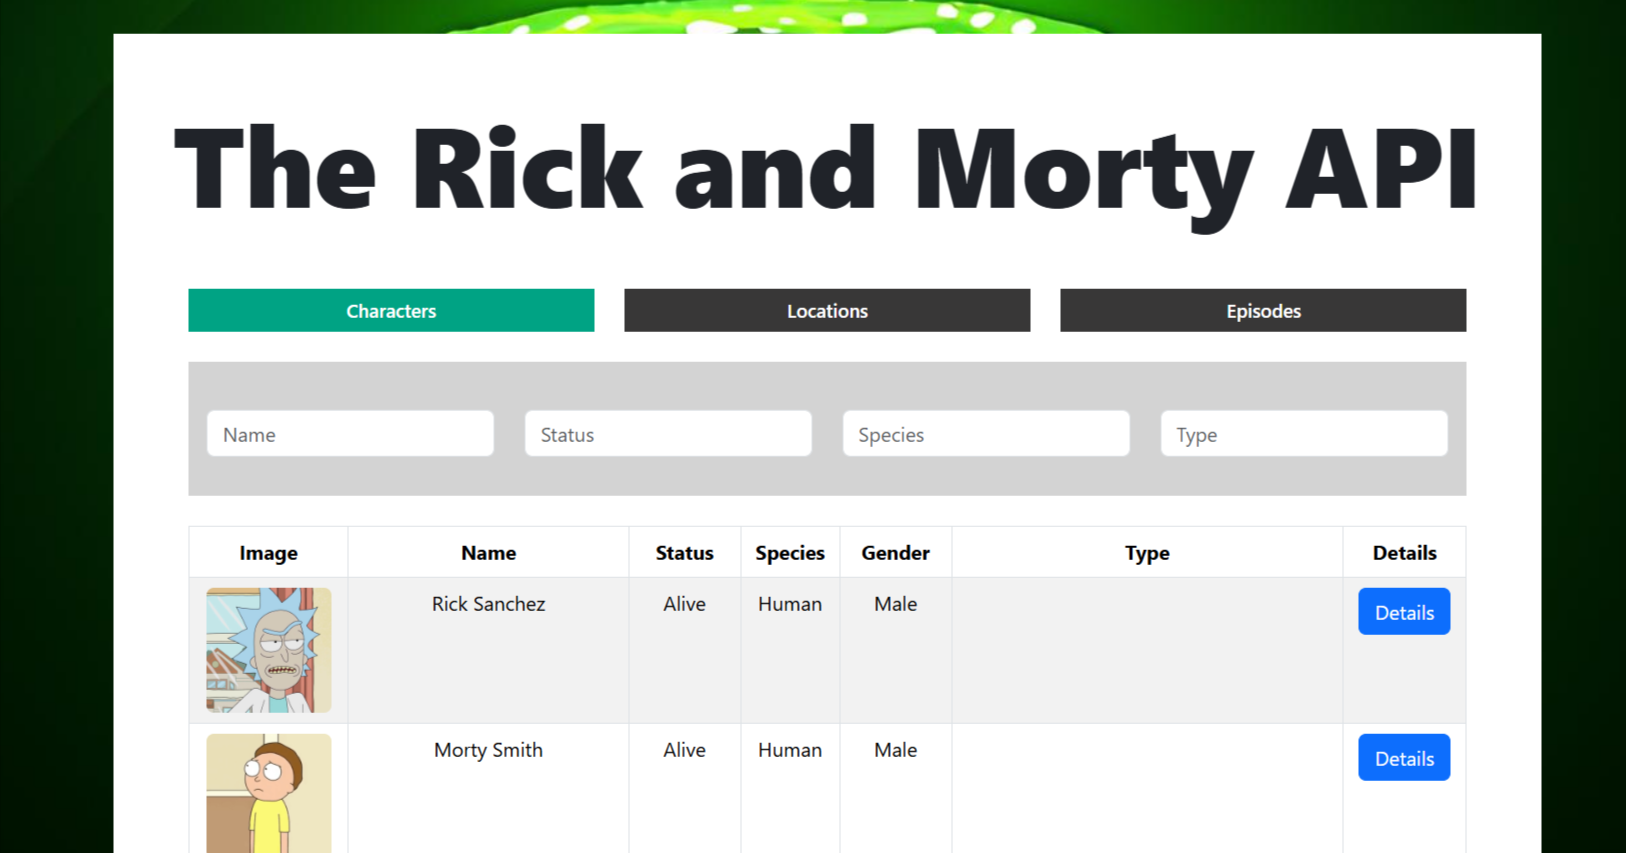 The Rick and Morty API
Characters Locations Episodes
Name Status Species Type
Image Name Status Species Gender Type Details
Rick Sanchez Alive Human Male Details
Morty Smith Alive Human Male Details